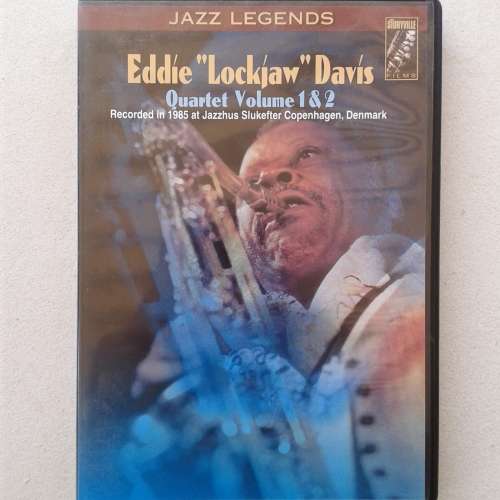 JAZZ LEGENDS
STORYVILLE
FILMS
Eddie "Lockjaw" Davis
Quartet Volume 1 & 2
Recorded in 1985 at Jazzhus Slukefter Copenhagen, Denmark